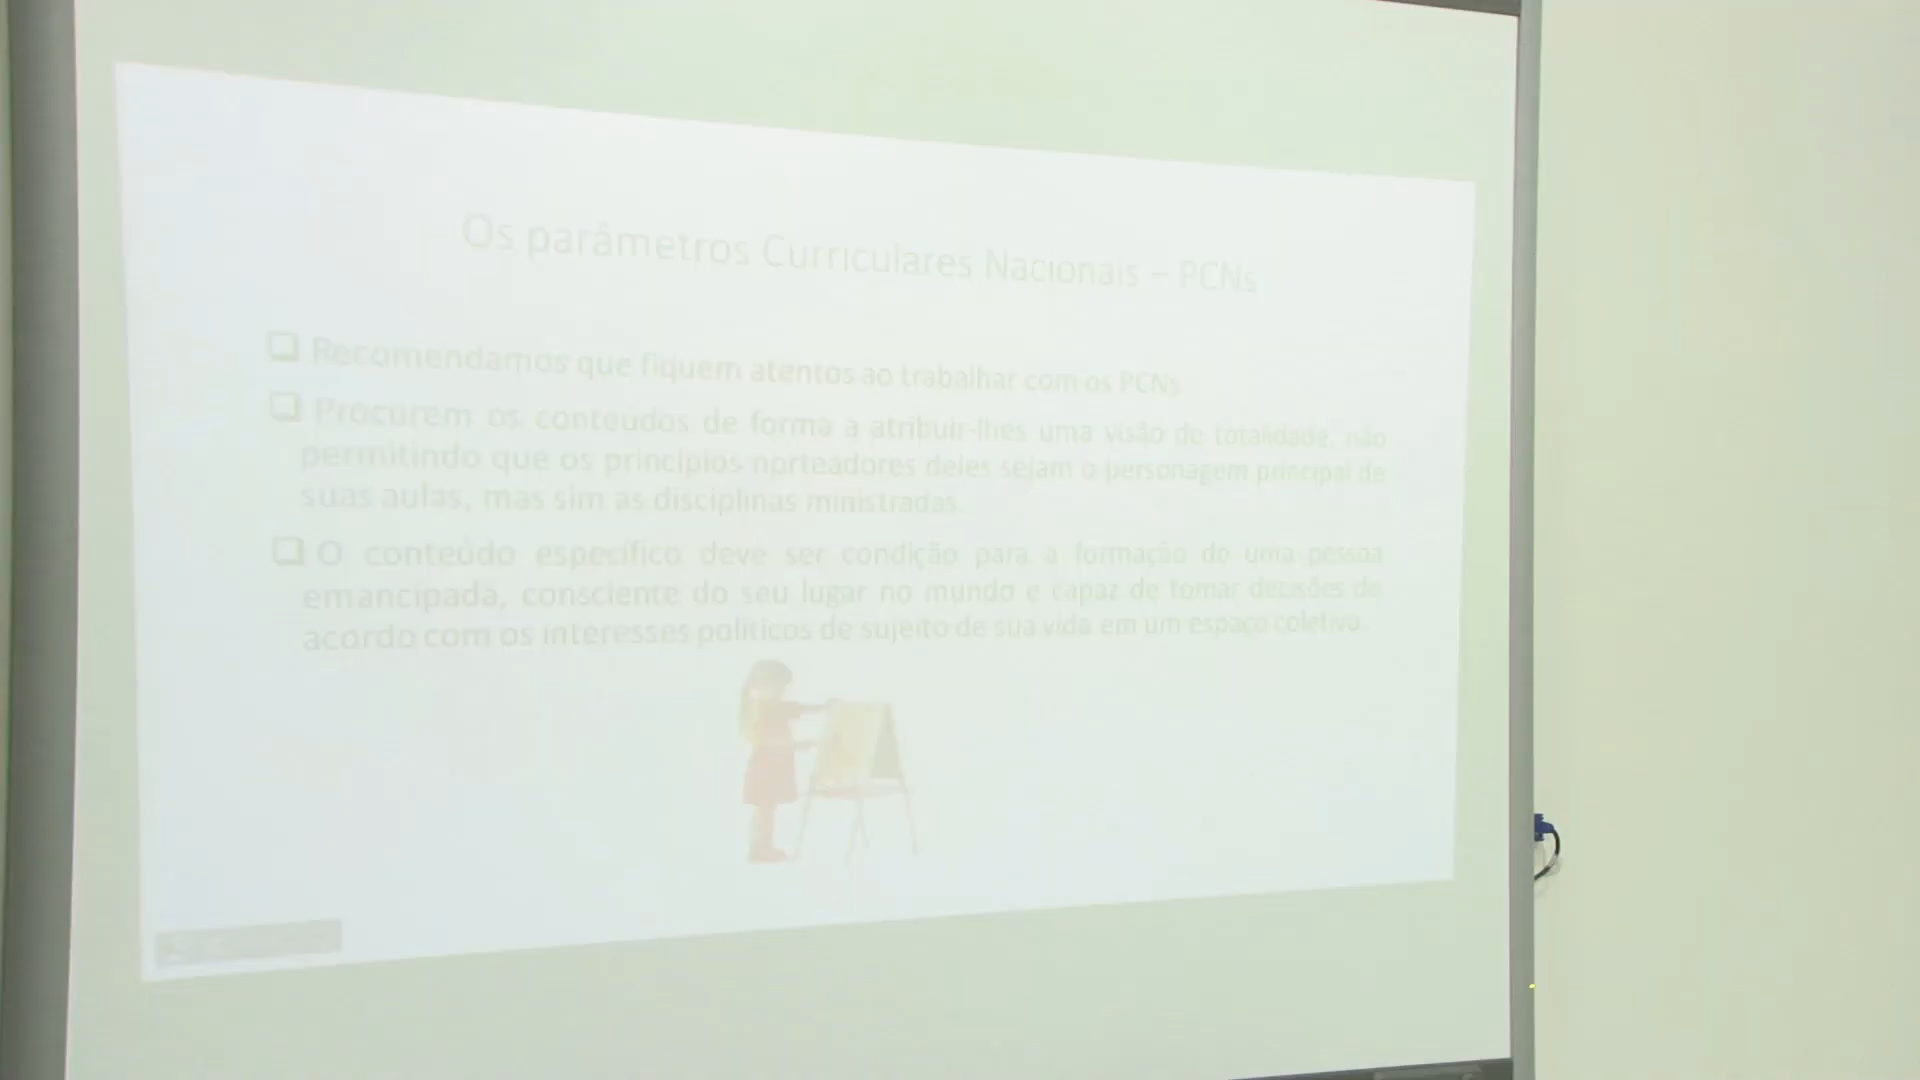 Os parâmetros Curriculares Nacionais – PCNs
❑ Recomendamos que fiquem atentos ao trabalhar com os PCNs
❑ Procurem os conteúdos de forma a atribuir-lhes uma visão de totalidade, não
permitindo que os princípios norteadores deles sejam o personagem principal de
suas aulas, mas sim as disciplinas ministradas.
❑ O conteúdo específico deve ser condição para a formação de uma pessoa
emancipada, consciente do seu lugar no mundo e capaz de tomar decisões de
acordo com os interesses políticos de sujeito de sua vida em um espaço coletivo.